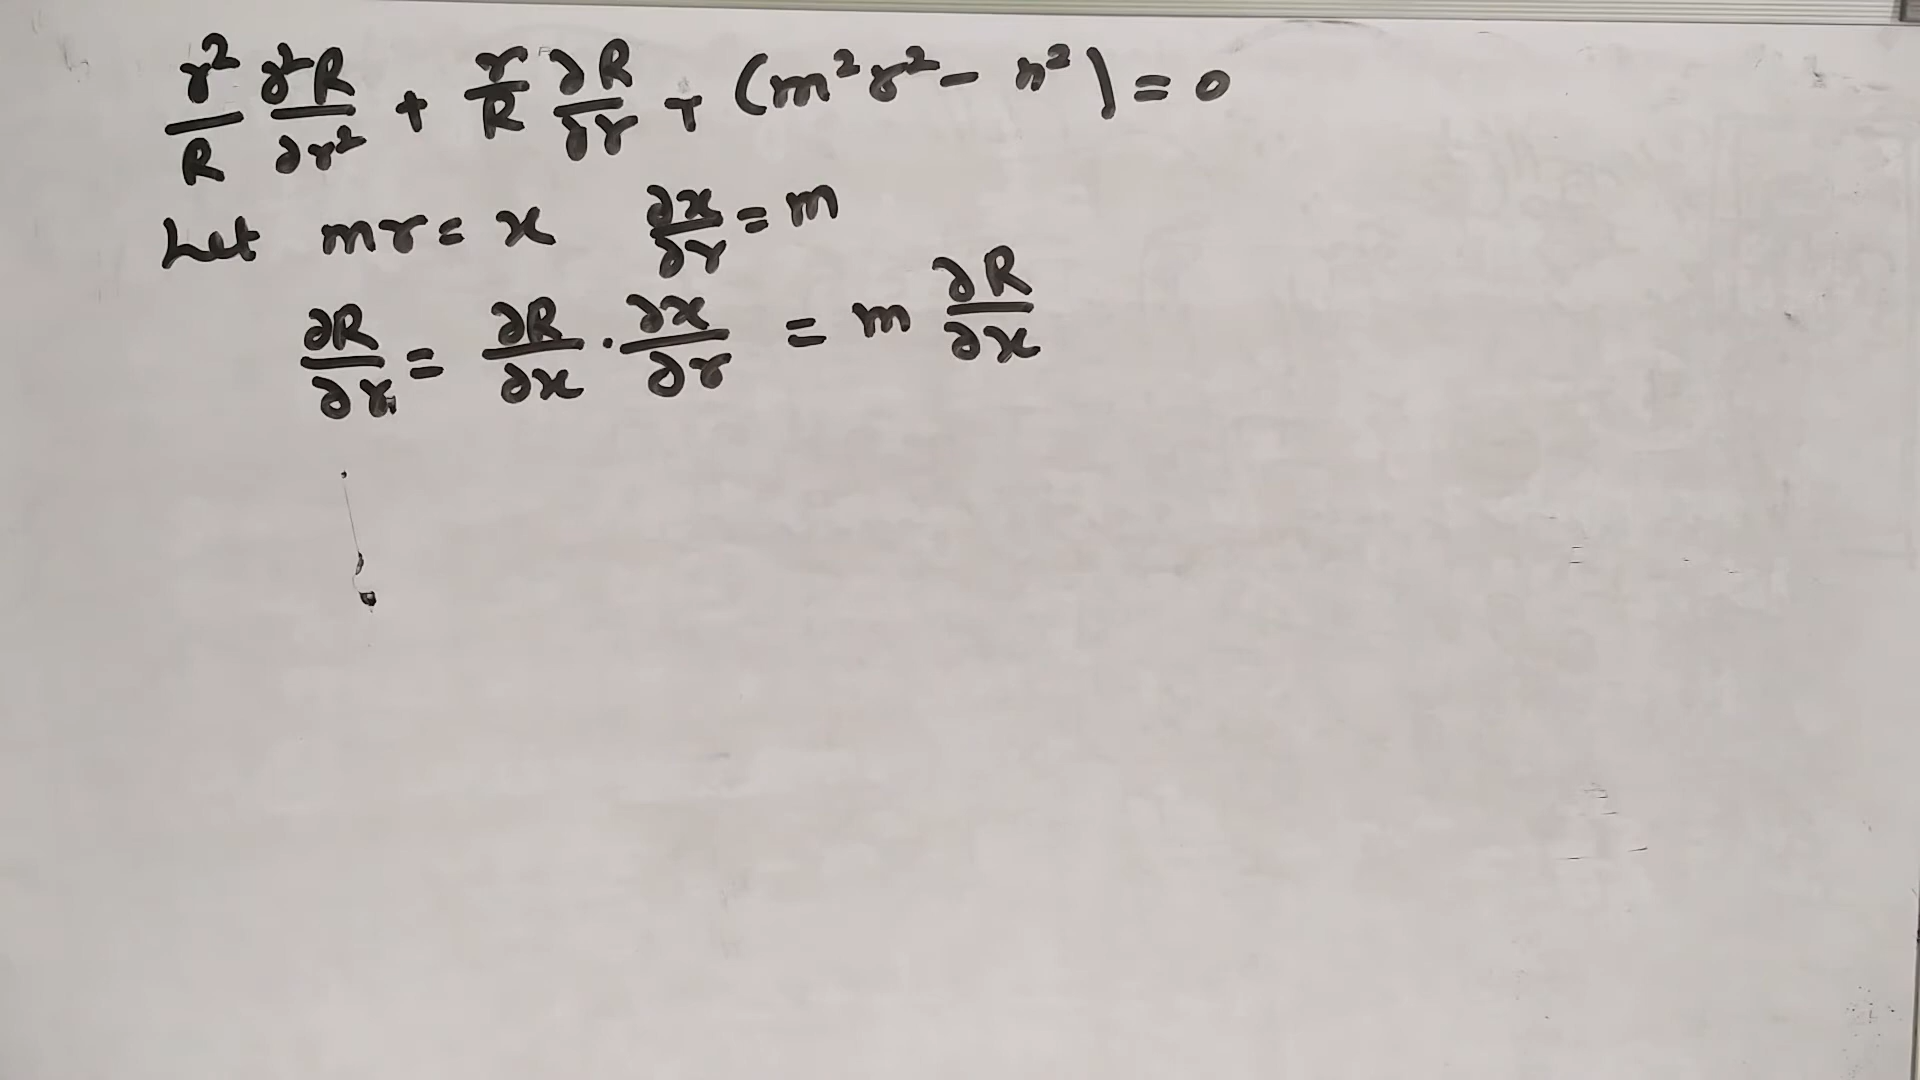 r²/R ∂²R/∂r² + r/R ∂R/∂r + (m²r² - n²) = 0
Let mr = x ∂x/∂r = m
∂R/∂r = ∂R/∂x · ∂x/∂r = m ∂R/∂x